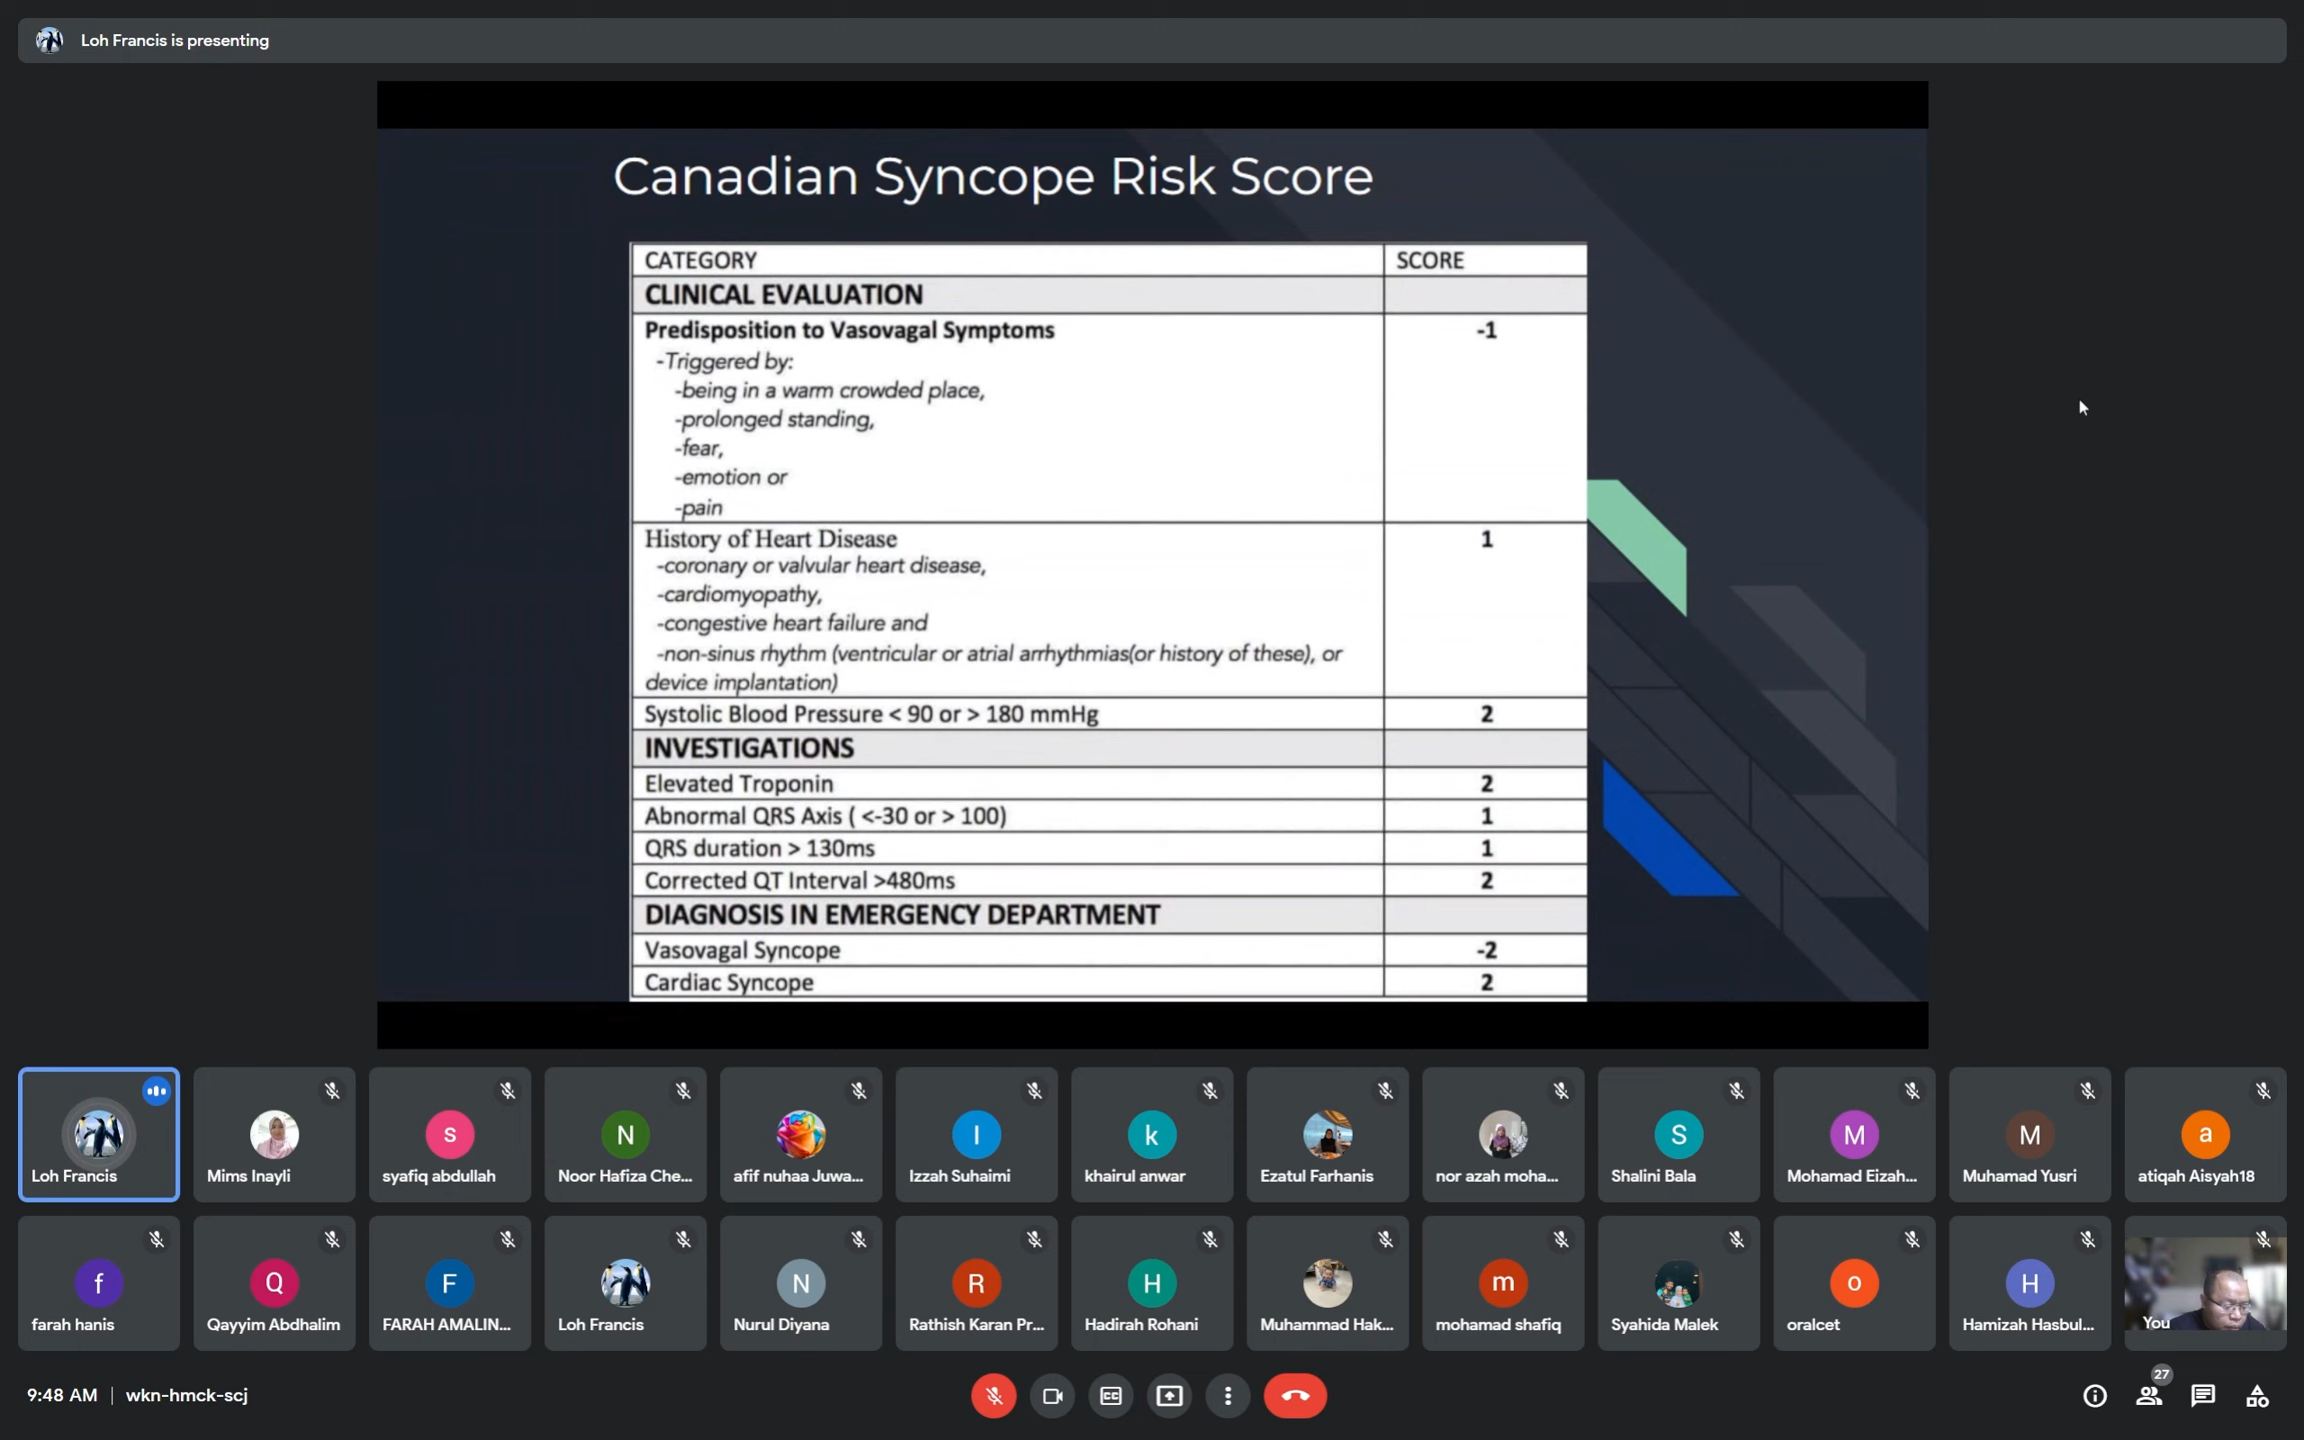 Loh Francis is presenting
Canadian Syncope Risk Score
CATEGORY SCORE
CLINICAL EVALUATION
Predisposition to Vasovagal Symptoms -1
-Triggered by:
-being in a warm crowded place,
-prolonged standing,
-fear,
-emotion or
-pain
History of Heart Disease 1
-coronary or valvular heart disease,
-cardiomyopathy,
-congestive heart failure and
-non-sinus rhythm (ventricular or atrial arrhythmias(or history of these), or
device implantation)
Systolic Blood Pressure < 90 or > 180 mmHg 2
INVESTIGATIONS
Elevated Troponin 2
Abnormal QRS Axis ( <-30 or > 100) 1
QRS duration > 130ms 1
Corrected QT Interval >480ms 2
DIAGNOSIS IN EMERGENCY DEPARTMENT
Vasovagal Syncope -2
Cardiac Syncope 2
s N I k S M M a
Loh Francis Mims Inayli syafiq abdullah Noor Hafiza Che... afif nuhaa Juwa... Izzah Suhaimi khairul anwar Ezatul Farhanis nor azah moha... Shalini Bala Mohamad Eizah... Muhamad Yusri atiqah Aisyah18
f Q F N R H m o H
farah hanis Qayyim Abdhalim FARAH AMALIN... Loh Francis Nurul Diyana Rathish Karan Pr... Hadirah Rohani Muhammad Hak... mohamad shafiq Syahida Malek oralcet Hamizah Hasbul... You
9:48 AM | wkn-hmck-scj CC 27